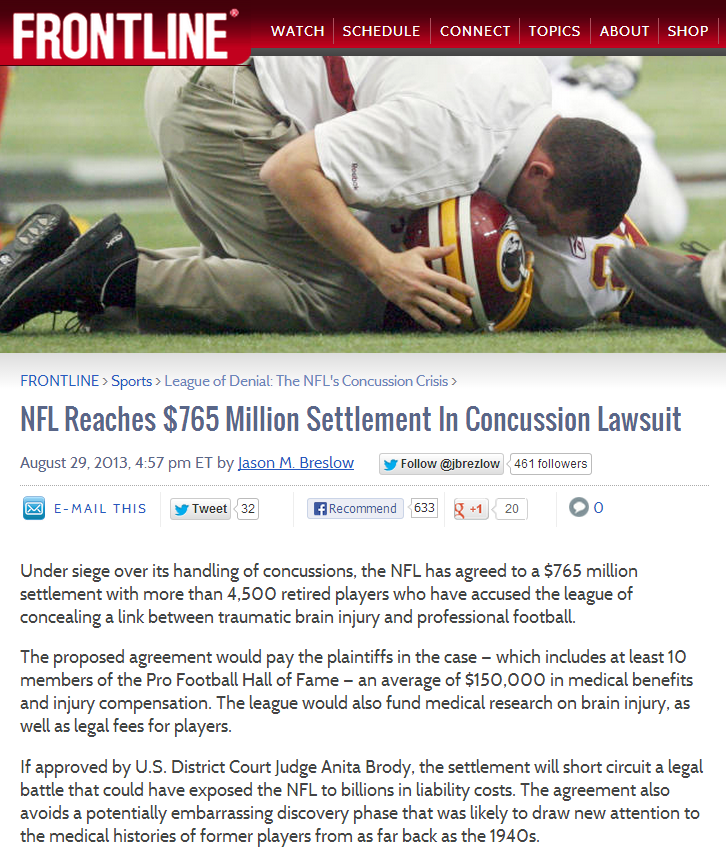 FRONTLINE®
WATCH SCHEDULE CONNECT TOPICS ABOUT SHOP
Reebok
FRONTLINE > Sports > League of Denial: The NFL's Concussion Crisis >
NFL Reaches $765 Million Settlement In Concussion Lawsuit
August 29, 2013, 4:57 pm ET by Jason M. Breslow Follow @jbrezlow 461 followers
E-MAIL THIS Tweet 32 Recommend 633 g +1 20 0
Under siege over its handling of concussions, the NFL has agreed to a $765 million
settlement with more than 4,500 retired players who have accused the league of
concealing a link between traumatic brain injury and professional football.
The proposed agreement would pay the plaintiffs in the case – which includes at least 10
members of the Pro Football Hall of Fame – an average of $150,000 in medical benefits
and injury compensation. The league would also fund medical research on brain injury, as
well as legal fees for players.
If approved by U.S. District Court Judge Anita Brody, the settlement will short circuit a legal
battle that could have exposed the NFL to billions in liability costs. The agreement also
avoids a potentially embarrassing discovery phase that was likely to draw new attention to
the medical histories of former players from as far back as the 1940s.